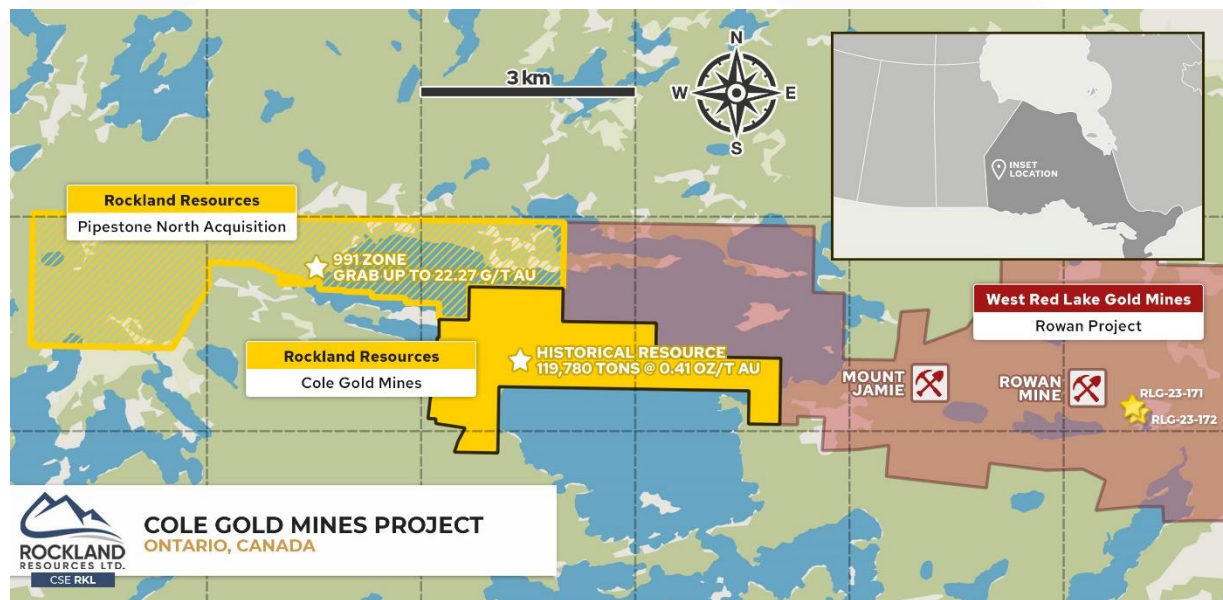 N
3 km
W
E
S
INSET
LOCATION
Rockland Resources
Pipestone North Acquisition
991 ZONE
GRAB UP TO 22.27 G/T AU
West Red Lake Gold Mines
Rowan Project
Rockland Resources
Cole Gold Mines
HISTORICAL RESOURCE
119,780 TONS @ 0.41 OZ/T AU
MOUNT
JAMIE
ROWAN
MINE
RLG-23-171
RLG-23-172
ROCKLAND
RESOURCES LTD.
CSE RKL
COLE GOLD MINES PROJECT
ONTARIO, CANADA